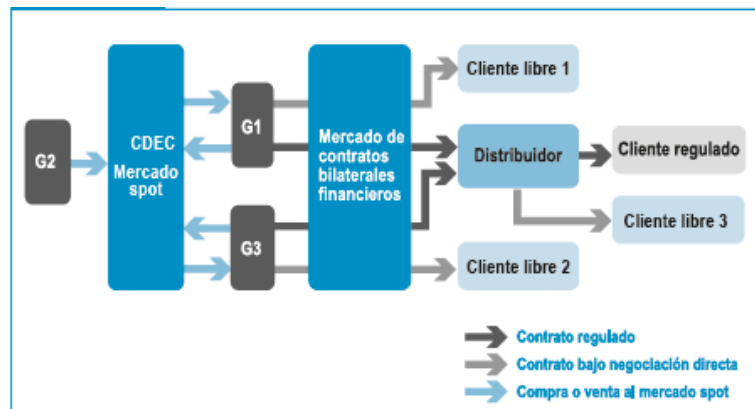 G2
CDEC
Mercado
spot
G1
G3
Mercado de
contratos
bilaterales
financieros
Cliente libre 1
Distribuidor
Cliente regulado
Cliente libre 3
Cliente libre 2
Contrato regulado
Contrato bajo negociación directa
Compra o venta al mercado spot